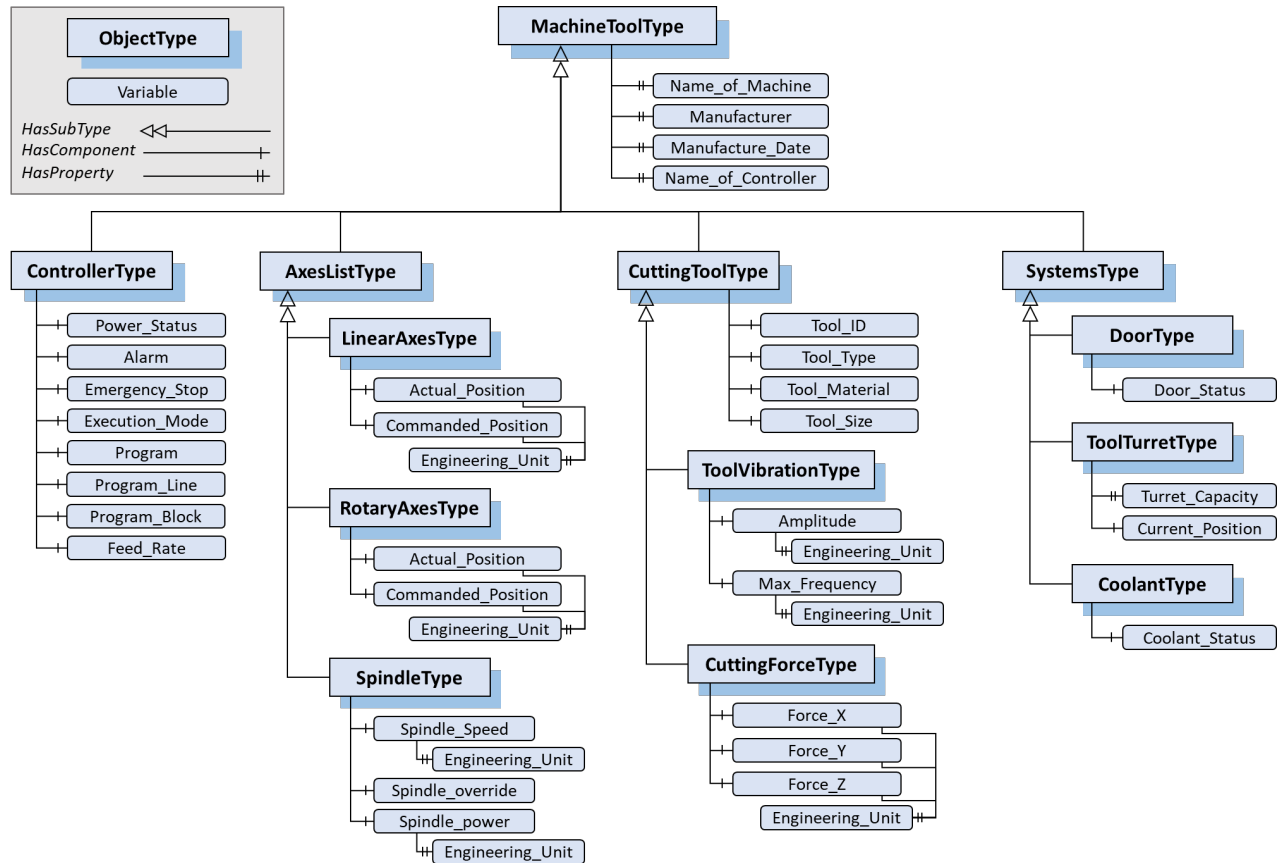 ObjectType
Variable
HasSubType
HasComponent
HasProperty
MachineToolType
Name_of_Machine
Manufacturer
Manufacture_Date
Name_of_Controller
ControllerType
Power_Status
Alarm
Emergency_Stop
Execution_Mode
Program
Program_Line
Program_Block
Feed_Rate
AxesListType
LinearAxesType
Actual_Position
Commanded_Position
Engineering_Unit
RotaryAxesType
Actual_Position
Commanded_Position
Engineering_Unit
SpindleType
Spindle_Speed
Engineering_Unit
Spindle_override
Spindle_power
Engineering_Unit
CuttingToolType
Tool_ID
Tool_Type
Tool_Material
Tool_Size
ToolVibrationType
Amplitude
Engineering_Unit
Max_Frequency
Engineering_Unit
CuttingForceType
Force_X
Force_Y
Force_Z
Engineering_Unit
SystemsType
DoorType
Door_Status
ToolTurretType
Turret_Capacity
Current_Position
CoolantType
Coolant_Status